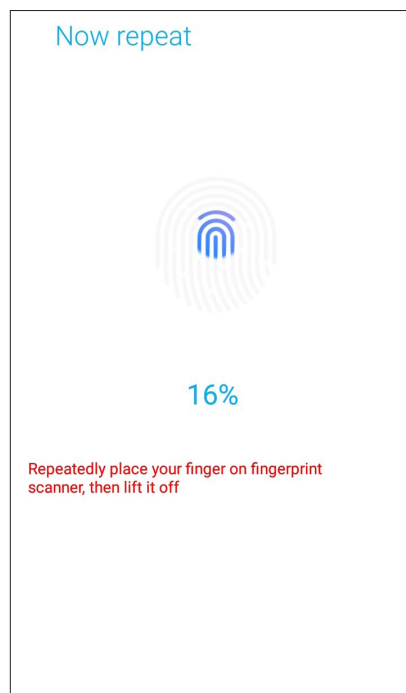 Now repeat
16%
Repeatedly place your finger on fingerprint
scanner, then lift it off